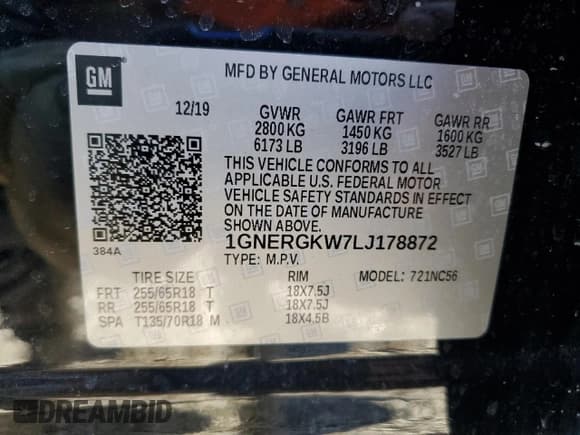 GM
MFD BY GENERAL MOTORS LLC
12/19 GVWR GAWR FRT GAWR RR
2800 KG 1450 KG 1600 KG
6173 LB 3196 LB 3527 LB
THIS VEHICLE CONFORMS TO ALL
APPLICABLE U.S. FEDERAL MOTOR
VEHICLE SAFETY STANDARDS IN EFFECT
ON THE DATE OF MANUFACTURE
SHOWN ABOVE.
384A
1GNERGKW7LJ178872
TYPE: M.P.V. MODEL: 721NC56
TIRE SIZE RIM
FRT 255/65R18 T 18X7.5J
RR 255/65R18 T 18X7.5J
SPA T135/70R18 M 18X4.5B
DREAMBID